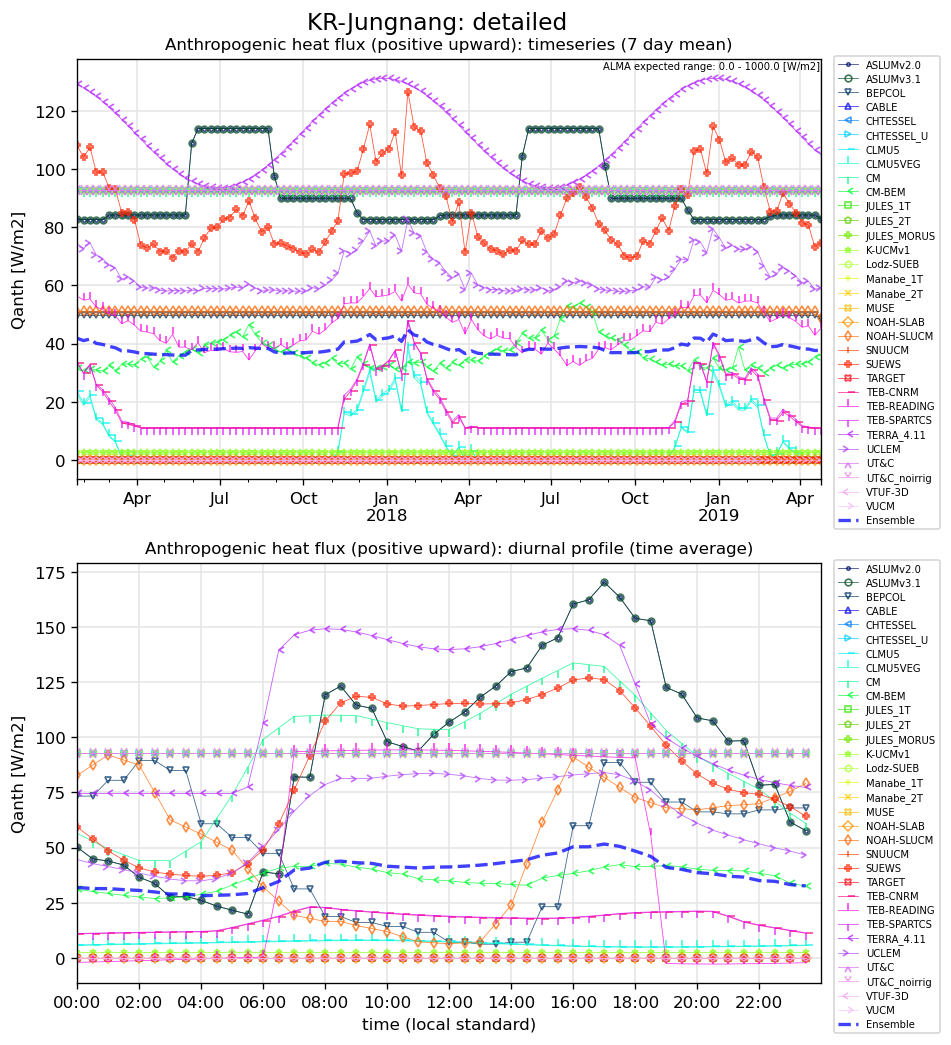 KR-Jungnang: detailed
Anthropogenic heat flux (positive upward): timeseries (7 day mean)
ALMA expected range: 0.0 - 1000.0 [W/m2]
Qanth [W/m2]
120
100
80
60
40
20
0
Apr
Jul
Oct
Jan
2018
Apr
Jul
Oct
Jan
2019
Apr
ASLUMv2.0
ASLUMv3.1
BEPCOL
CABLE
CHTESSEL
CHTESSEL_U
CLMU5
CLMU5VEG
CM
CM-BEM
JULES_1T
JULES_2T
JULES_MORUS
K-UCMv1
Lodz-SUEB
Manabe_1T
Manabe_2T
MUSE
NOAH-SLAB
NOAH-SLUCM
SNUUCM
SUEWS
TARGET
TEB-CNRM
TEB-READING
TEB-SPARTCS
TERRA_4.11
UCLEM
UT&C
UT&C_noirrig
VTUF-3D
VUCM
Ensemble
Anthropogenic heat flux (positive upward): diurnal profile (time average)
Qanth [W/m2]
175
150
125
100
75
50
25
0
00:00
02:00
04:00
06:00
08:00
10:00
12:00
14:00
16:00
18:00
20:00
22:00
time (local standard)
ASLUMv2.0
ASLUMv3.1
BEPCOL
CABLE
CHTESSEL
CHTESSEL_U
CLMU5
CLMU5VEG
CM
CM-BEM
JULES_1T
JULES_2T
JULES_MORUS
K-UCMv1
Lodz-SUEB
Manabe_1T
Manabe_2T
MUSE
NOAH-SLAB
NOAH-SLUCM
SNUUCM
SUEWS
TARGET
TEB-CNRM
TEB-READING
TEB-SPARTCS
TERRA_4.11
UCLEM
UT&C
UT&C_noirrig
VTUF-3D
VUCM
Ensemble